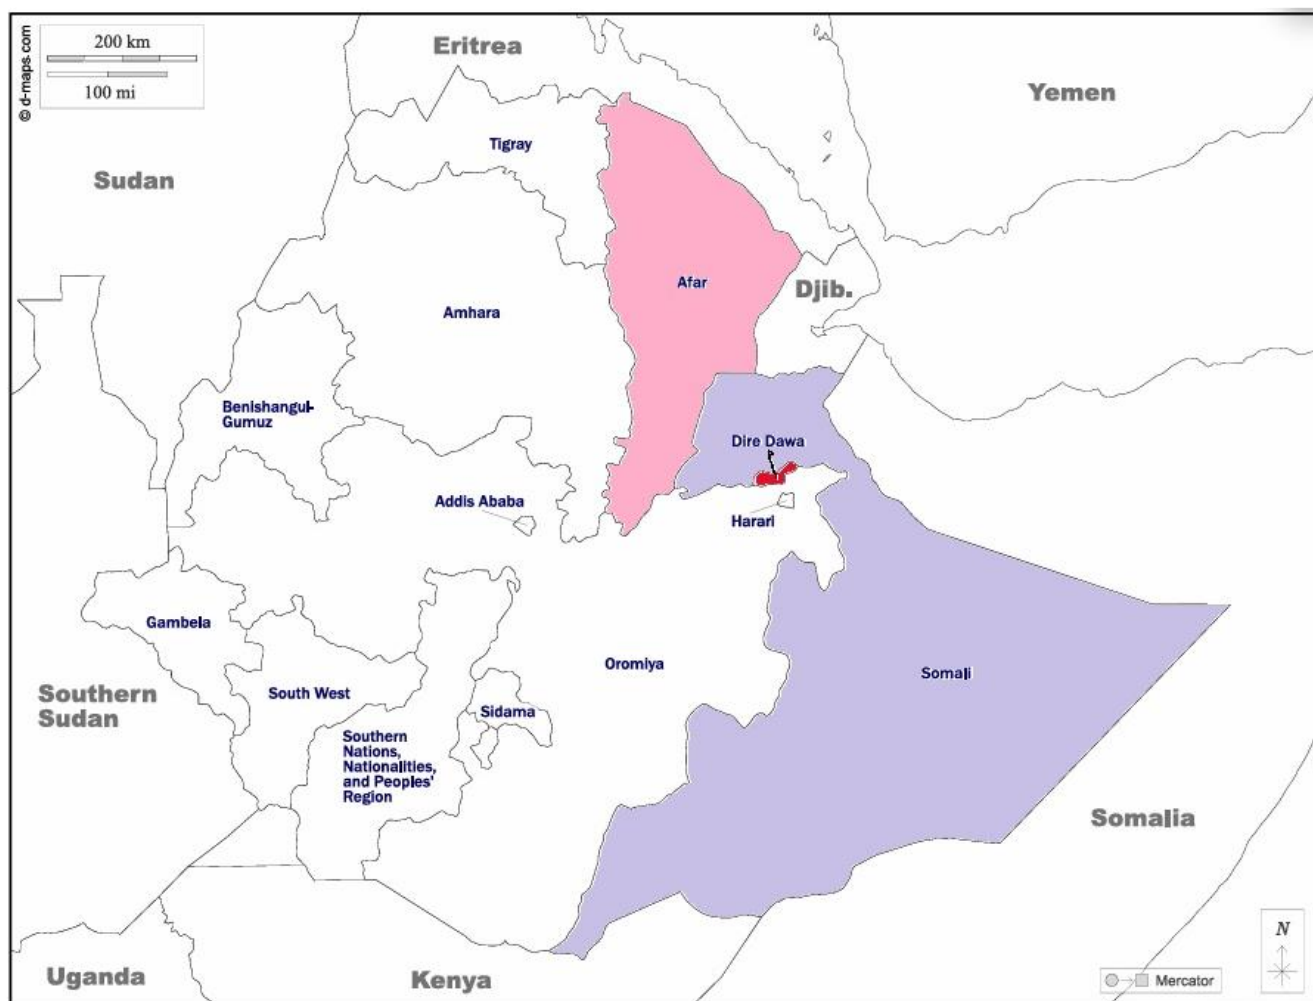 © d-maps.com
200 km
100 mi
Eritrea
Yemen
Tigray
Sudan
Afar
Djib.
Amhara
Benishangul-
Gumuz
Dire Dawa
Addis Ababa
Harari
Gambela
Oromiya
Somali
South West
Southern
Sudan
Sidama
Southern
Nations,
Nationalities,
and Peoples'
Region
Somalia
N
Uganda
Kenya
Mercator